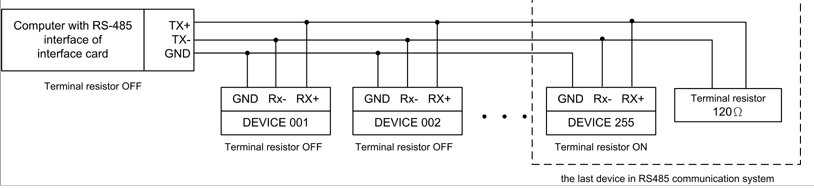 Computer with RS-485
interface of
interface card
TX+
TX-
GND
Terminal resistor OFF
GND Rx- RX+
DEVICE 001
Terminal resistor OFF
GND Rx- RX+
DEVICE 002
Terminal resistor OFF
GND Rx- RX+
DEVICE 255
Terminal resistor ON
Terminal resistor
120Ω
the last device in RS485 communication system